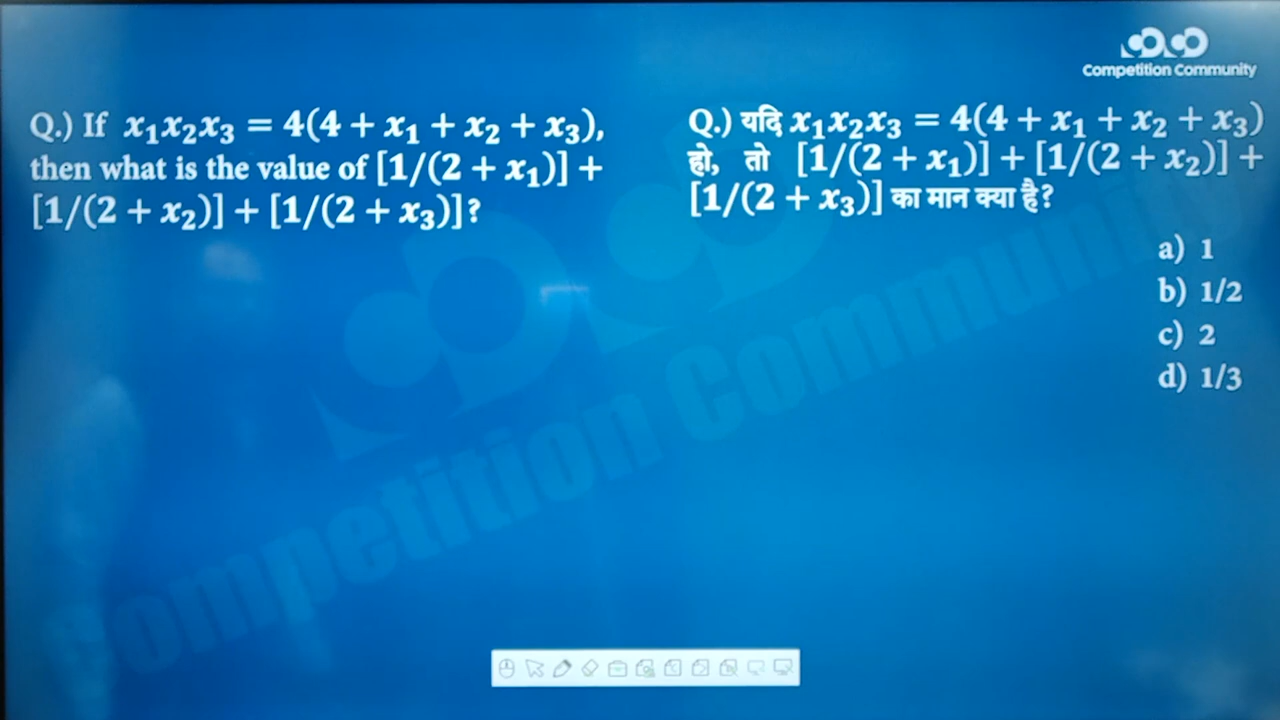 Competition Community
Q.) If x₁x₂x₃ = 4(4 + x₁ + x₂ + x₃),
then what is the value of [1/(2 + x₁)] +
[1/(2 + x₂)] + [1/(2 + x₃)]?
Q.) यदि x₁x₂x₃ = 4(4 + x₁ + x₂ + x₃)
हो, तो [1/(2 + x₁)] + [1/(2 + x₂)] +
[1/(2 + x₃)] का मान क्या है?
a) 1
b) 1/2
c) 2
d) 1/3
Competition Community